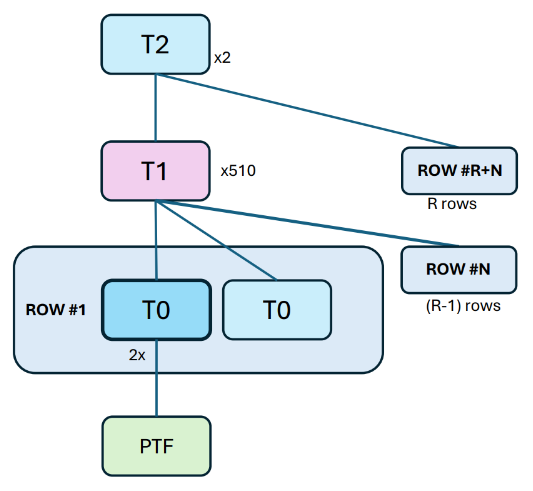 T2
x2
T1
x510
ROW #R+N
R rows
ROW #N
(R-1) rows
ROW #1
T0
T0
2x
PTF